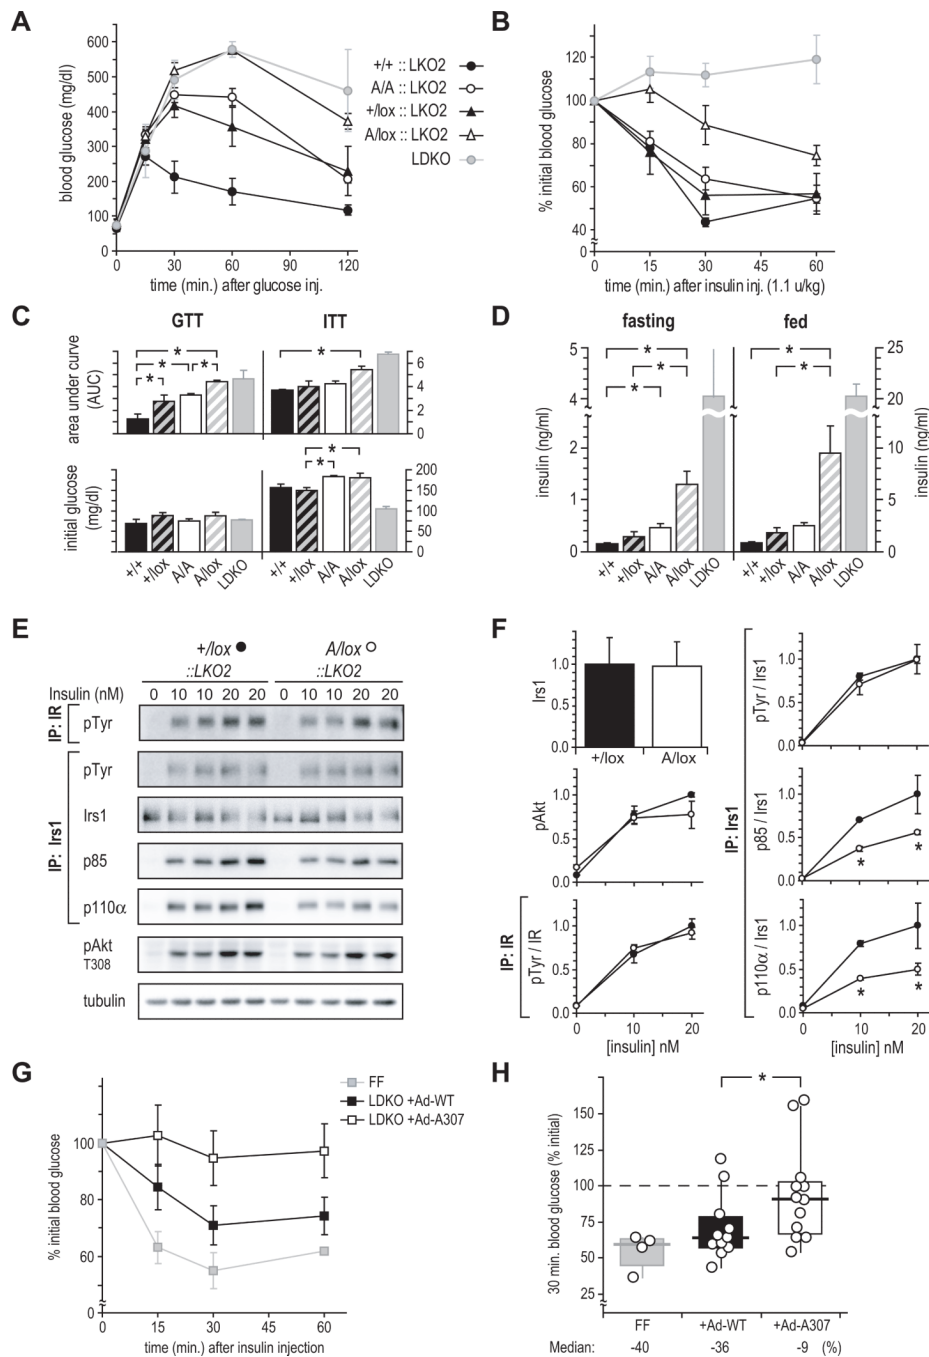 A
blood glucose (mg/dl)
600
500
400
300
200
100
0
0 30 60 90 120
time (min.) after glucose inj.
+/+ :: LKO2
A/A :: LKO2
+/lox :: LKO2
A/lox :: LKO2
LDKO
B
% initial blood glucose
120
100
80
60
40
0
0 15 30 45 60
time (min.) after insulin inj. (1.1 u/kg)
C
GTT ITT
area under curve
(AUC)
* * *
*
6
4
2
0
initial glucose
(mg/dl)
* *
200
150
100
50
0
+/+ +/lox A/A A/lox LDKO
+/+ +/lox A/A A/lox LDKO
D
fasting fed
insulin (ng/ml)
5
4
2
1
0
* * *
* *
25
20
10
5
0
insulin (ng/ml)
+/+ +/lox A/A A/lox LDKO
+/+ +/lox A/A A/lox LDKO
E
+/lox A/lox
::LKO2 ::LKO2
Insulin (nM) 0 10 10 20 20 0 10 10 20 20
IP: IR
pTyr
IP: Irs1
pTyr
Irs1
p85
p110α
pAkt
T308
tubulin
F
Irs1
1.0
0.5
0.0
+/lox A/lox
pAkt
1.0
0.5
0.0
IP: IR
pTyr / IR
1.0
0.5
0.0
0 10 20
[insulin] nM
IP: Irs1
pTyr / Irs1
1.0
0.5
0.0
p85 / Irs1
1.0
0.5
0.0
* *
p110α / Irs1
1.0
0.5
0.0
* *
0 10 20
[insulin] nM
G
% initial blood glucose
100
80
60
0
0 15 30 45 60
time (min.) after insulin injection
FF
LDKO +Ad-WT
LDKO +Ad-A307
H
30 min. blood glucose (% initial)
150
125
100
75
50
25
*
FF +Ad-WT +Ad-A307
Median: -40 -36 -9 (%)